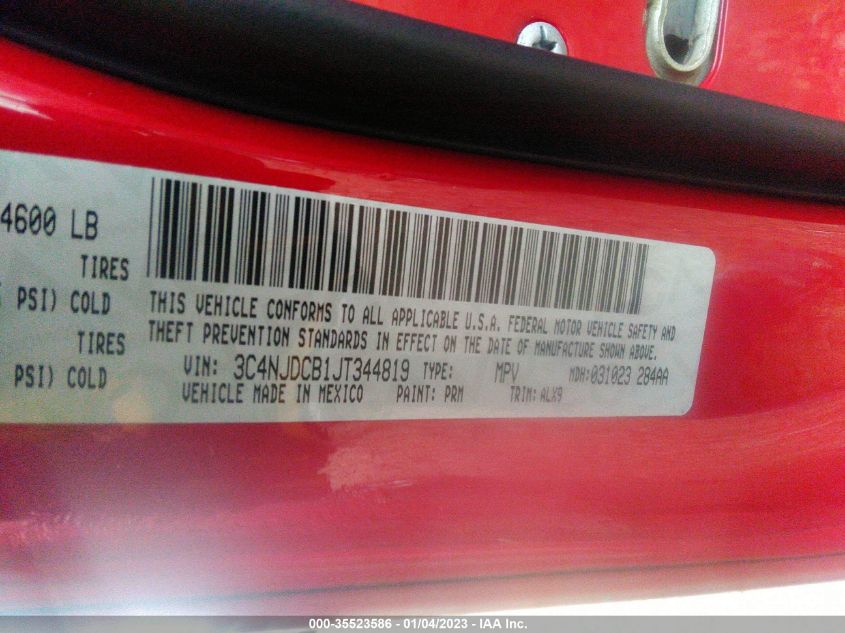 4600 LB
TIRES
PSI) COLD
TIRES
PSI) COLD
THIS VEHICLE CONFORMS TO ALL APPLICABLE U.S.A. FEDERAL MOTOR VEHICLE SAFETY AND
THEFT PREVENTION STANDARDS IN EFFECT ON THE DATE OF MANUFACTURE SHOWN ABOVE.
VIN: 3C4NJDCB1JT344819 TYPE: MPV MDH:031023 284AA
VEHICLE MADE IN MEXICO PAINT: PRM TRIM: ALX9
000-35523586 - 01/04/2023 - IAA Inc.